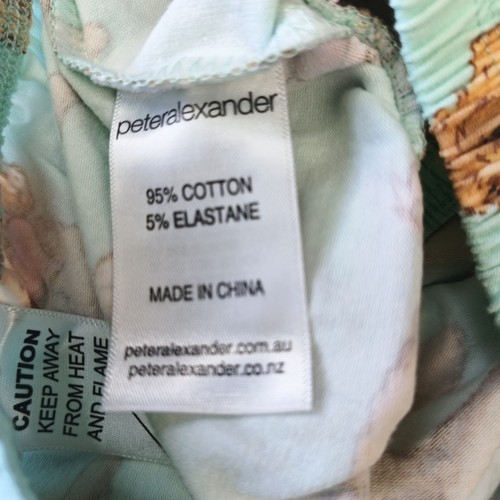 peteralexander
95% COTTON
5% ELASTANE
MADE IN CHINA
peteralexander.com.au
peteralexander.co.nz
CAUTION
KEEP AWAY
FROM HEAT
AND FLAME